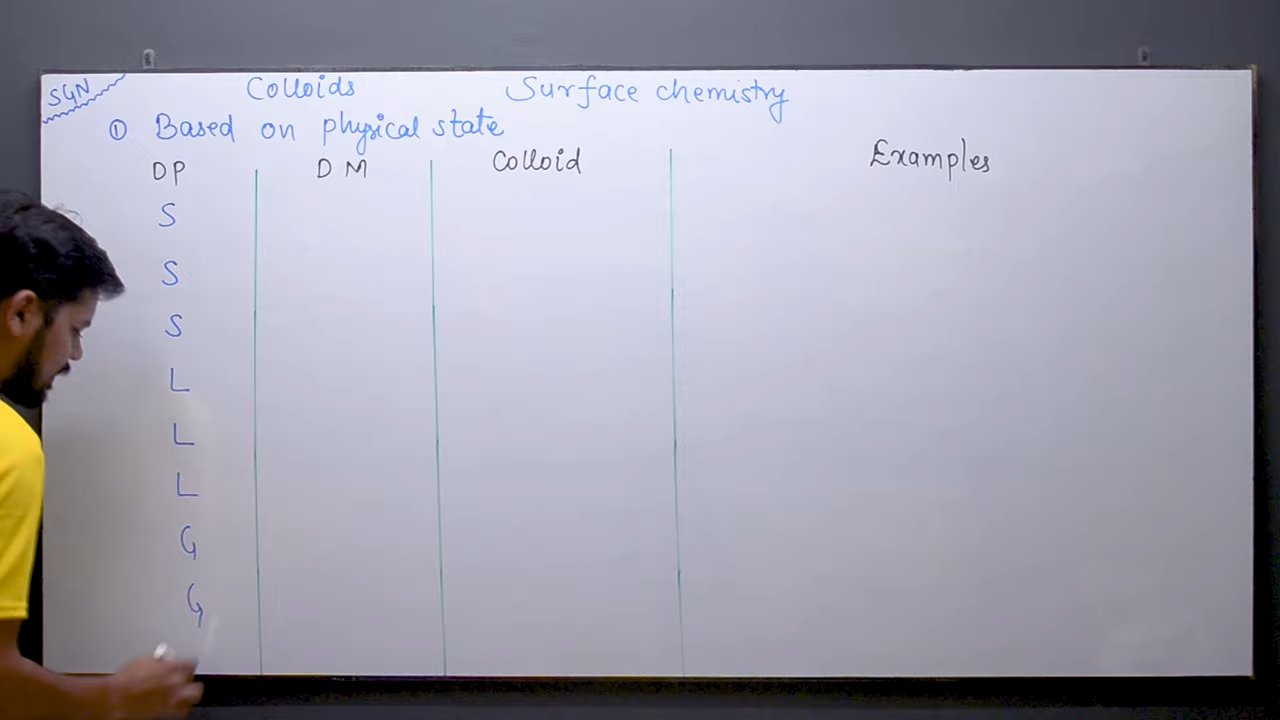 SGN
Colloids Surface chemistry
① Based on physical state
DP DM Colloid Examples
S
S
S
L
L
L
G
G